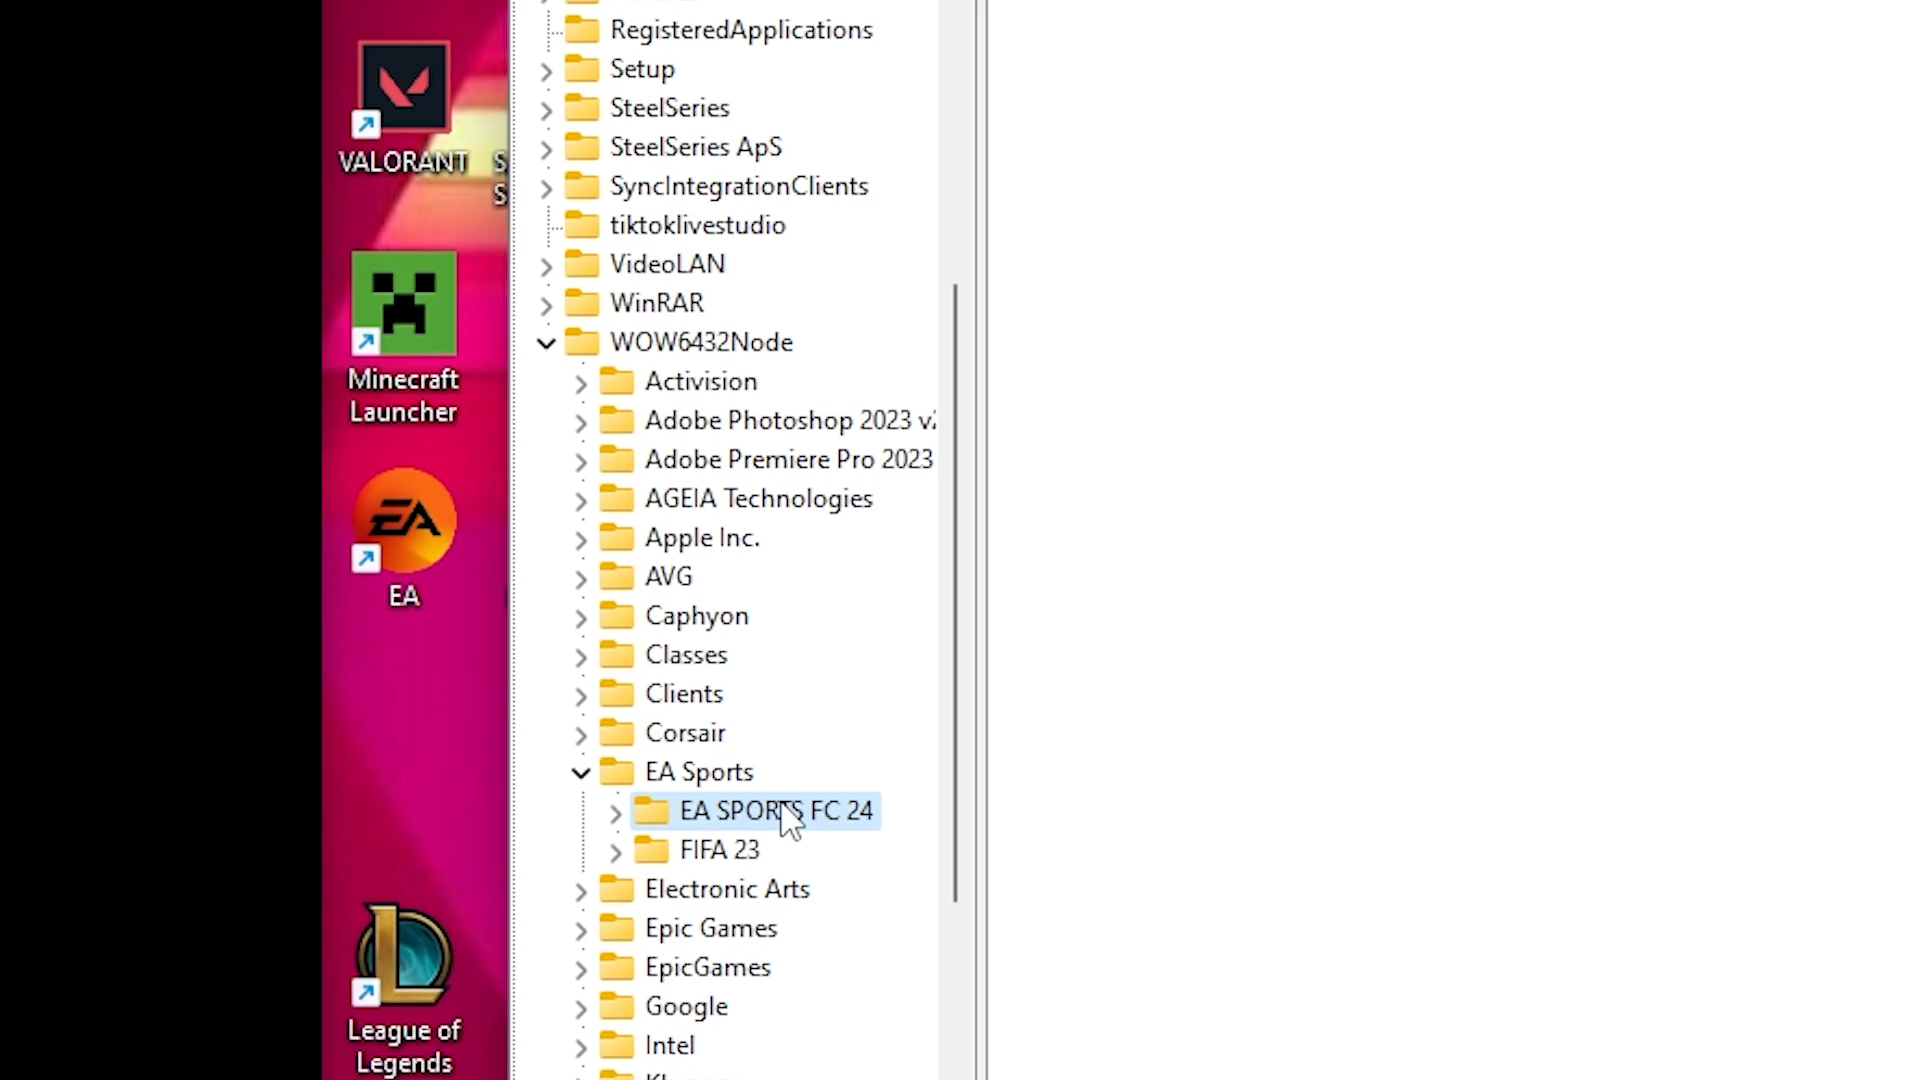 VALORANT
S
S
Minecraft
Launcher
EA
EA
League of
Legends
RegisteredApplications
Setup
SteelSeries
SteelSeries ApS
SyncIntegrationClients
tiktoklivestudio
VideoLAN
WinRAR
WOW6432Node
Activision
Adobe Photoshop 2023
Adobe Premiere Pro 2023
AGEIA Technologies
Apple Inc.
AVG
Caphyon
Classes
Clients
Corsair
EA Sports
EA SPORTS FC 24
FIFA 23
Electronic Arts
Epic Games
EpicGames
Google
Intel